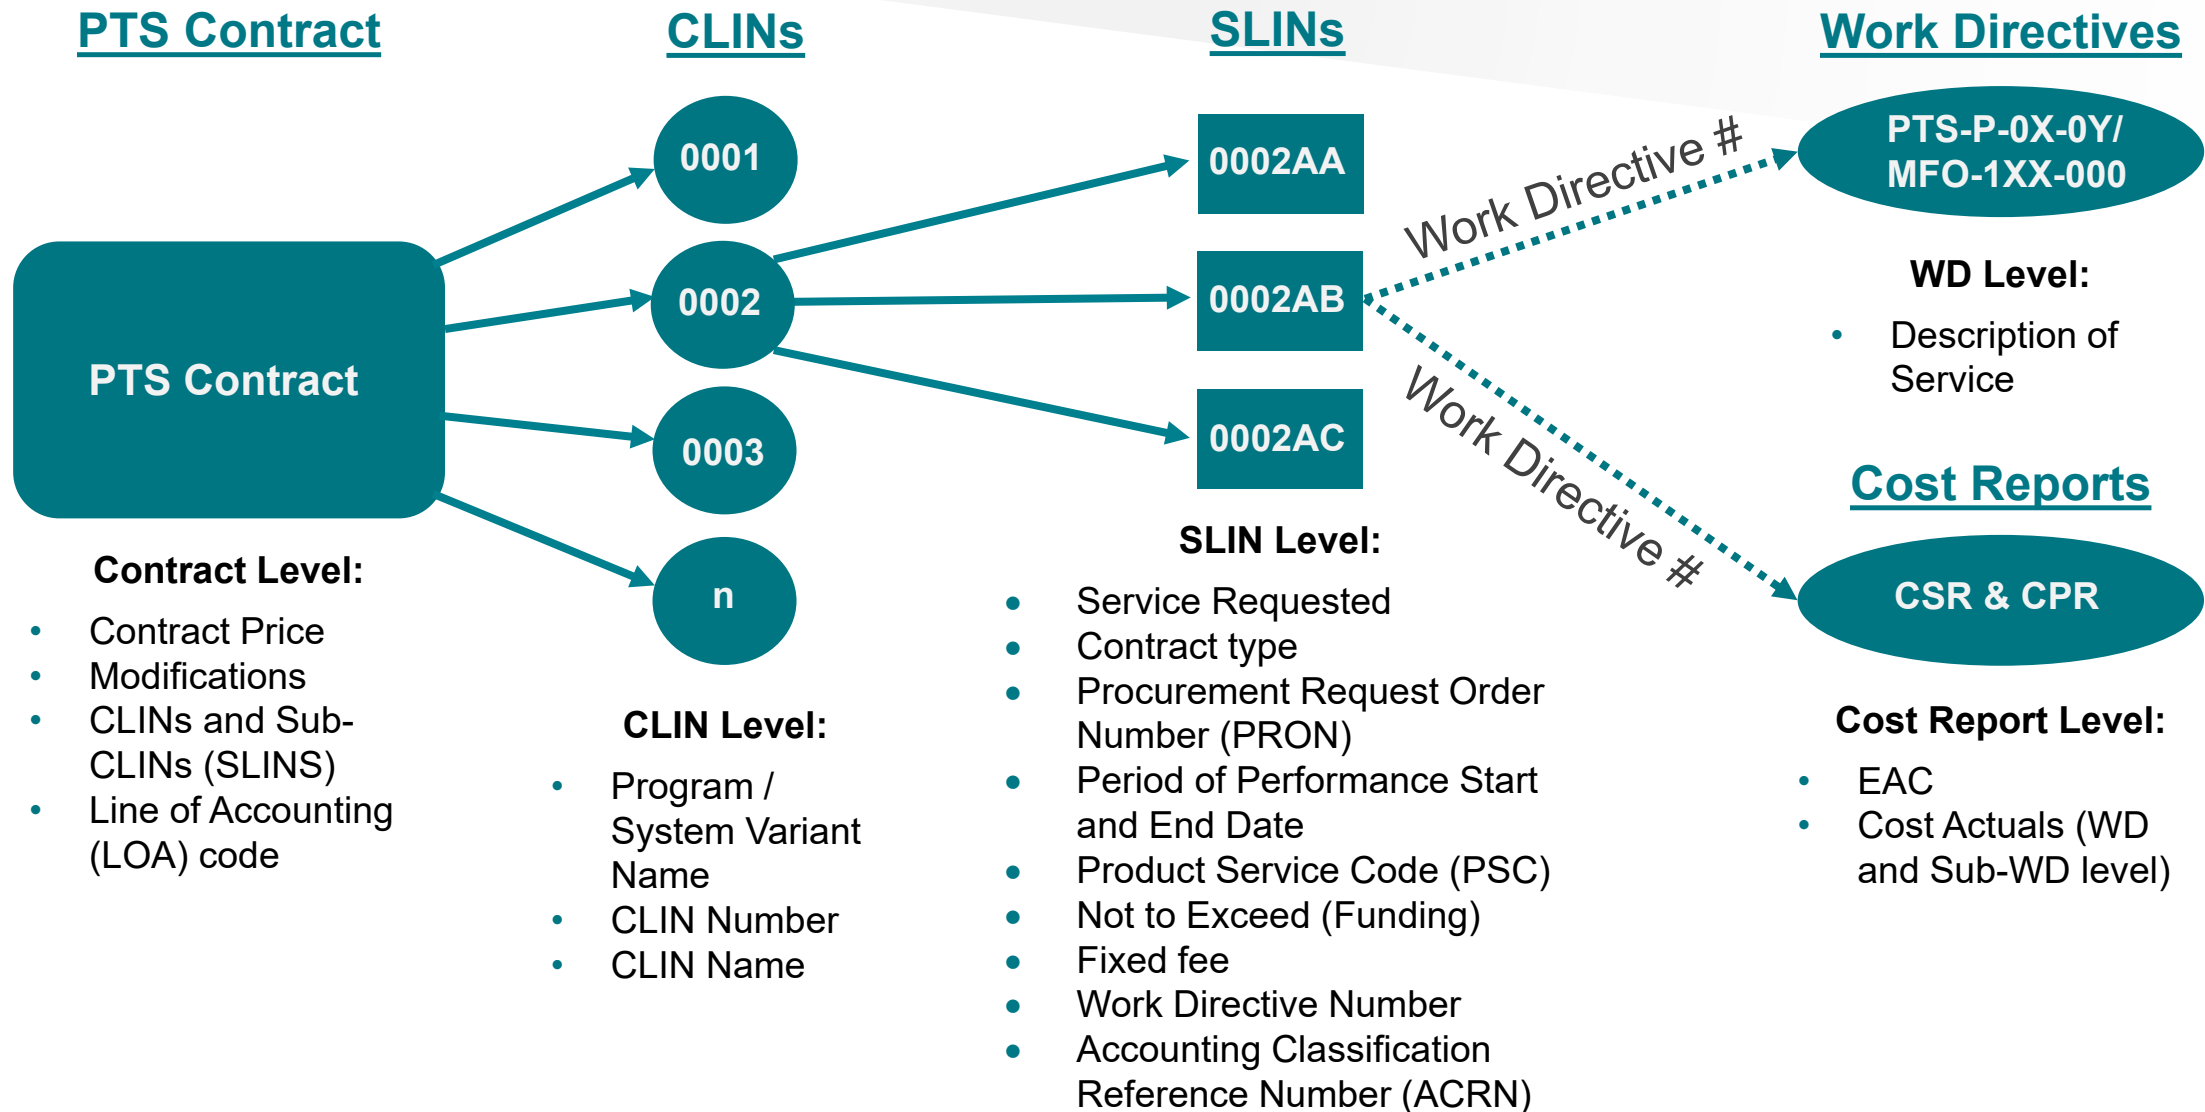 PTS Contract
PTS Contract
Contract Level:
• Contract Price
• Modifications
• CLINs and Sub-
CLINs (SLINS)
• Line of Accounting
(LOA) code
CLINs
0001
0002
0003
n
CLIN Level:
• Program /
System Variant
Name
• CLIN Number
• CLIN Name
SLINs
0002AA
0002AB
0002AC
SLIN Level:
• Service Requested
• Contract type
• Procurement Request Order
Number (PRON)
• Period of Performance Start
and End Date
• Product Service Code (PSC)
• Not to Exceed (Funding)
• Fixed fee
• Work Directive Number
• Accounting Classification
Reference Number (ACRN)
Work Directive #
Work Directive #
Work Directives
PTS-P-0X-0Y/
MFO-1XX-000
WD Level:
• Description of
Service
Cost Reports
CSR & CPR
Cost Report Level:
• EAC
• Cost Actuals (WD
and Sub-WD level)